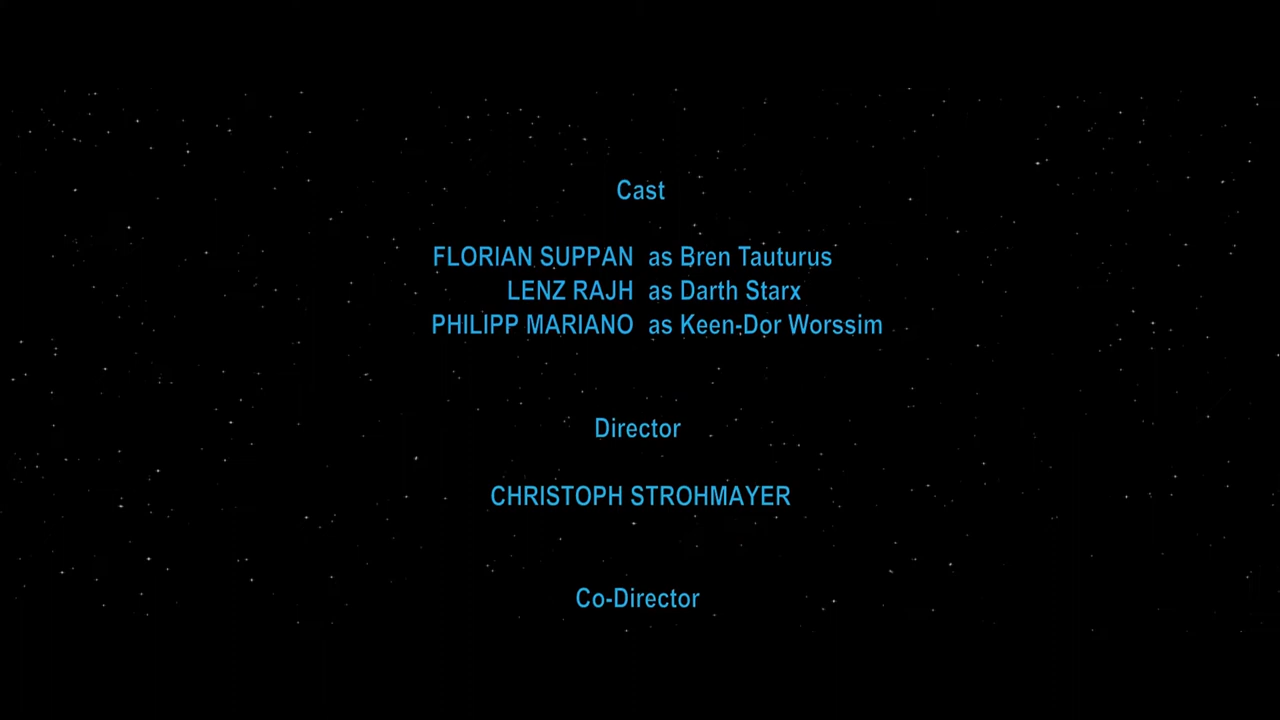 Cast
FLORIAN SUPPAN as Bren Tauturus
LENZ RAJH as Darth Starx
PHILIPP MARIANO as Keen-Dor Worssim
Director
CHRISTOPH STROHMAYER
Co-Director